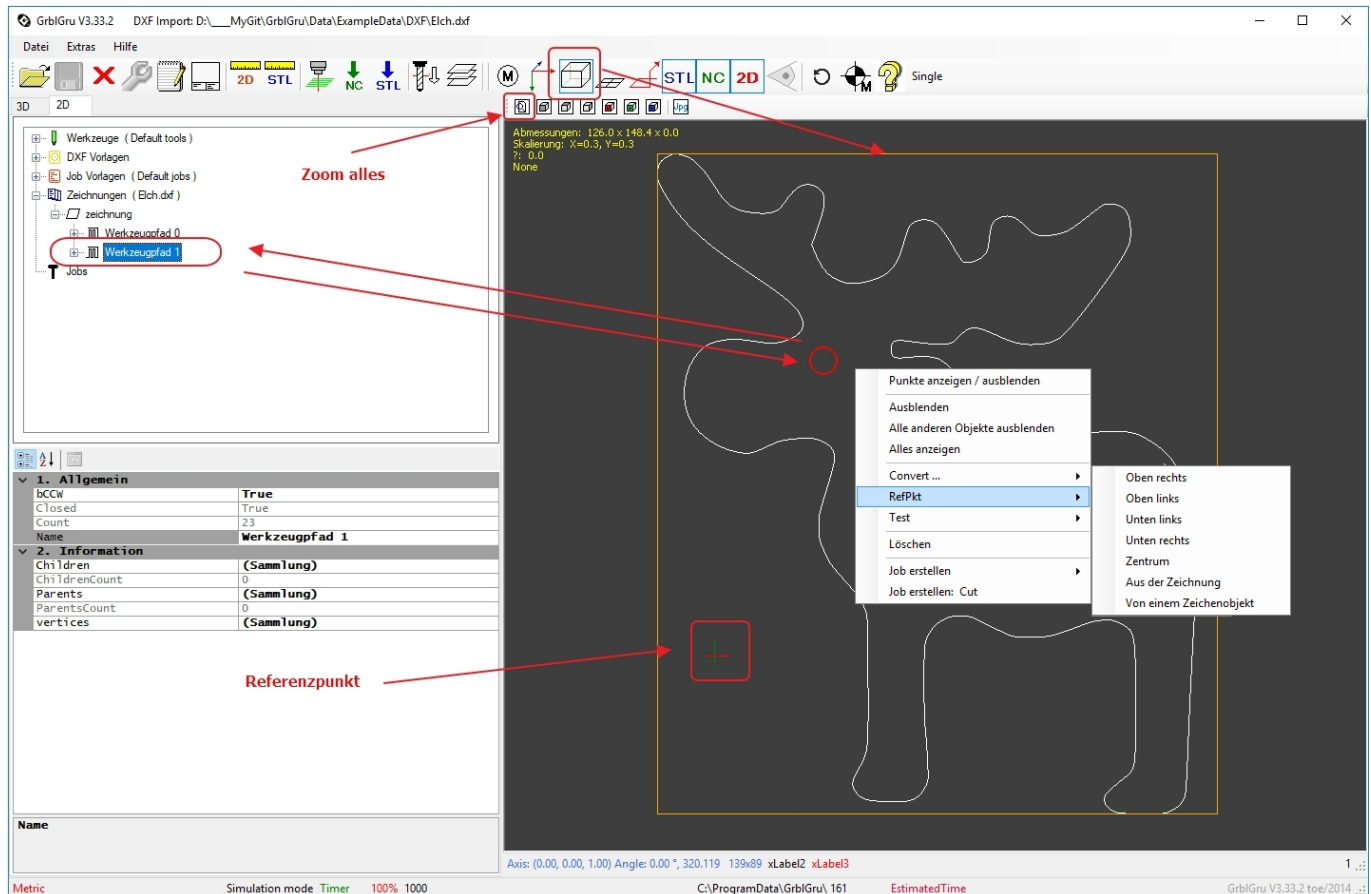 GrblGru V3.33.2 DXF Import: D:\___MyGit\GrblGru\Data\ExampleData\DXF\Elch.dxf
Datei Extras Hilfe
2D STL NC STL M STL NC 2D M Single
3D 2D
Jpg
Werkzeuge ( Default tools )
DXF Vorlagen
Job Vorlagen ( Default jobs )
Zeichnungen ( Elch.dxf )
zeichnung
Werkzeugpfad 0
Werkzeugpfad 1
Jobs
Zoom alles
Abmessungen: 126.0 x 148.4 x 0.0
Skalierung: X=0.3, Y=0.3
?: 0.0
None
Punkte anzeigen / ausblenden
Ausblenden
Alle anderen Objekte ausblenden
Alles anzeigen
Convert ...
RefPkt
Test
Löschen
Job erstellen
Job erstellen: Cut
Oben rechts
Oben links
Unten links
Unten rechts
Zentrum
Aus der Zeichnung
Von einem Zeichenobjekt
1. Allgemein
bCCW True
Closed True
Count 23
Name Werkzeugpfad 1
2. Information
Children (Sammlung)
ChildrenCount 0
Parents (Sammlung)
ParentsCount 0
vertices (Sammlung)
Referenzpunkt
Name
Axis: (0.00, 0.00, 1.00) Angle: 0.00 °, 320.119 139x89 xLabel2 xLabel3 1
Metric Simulation mode Timer 100% 1000 C:\ProgramData\GrblGru\ 161 EstimatedTime GrblGru V3.33.2 toe/2014